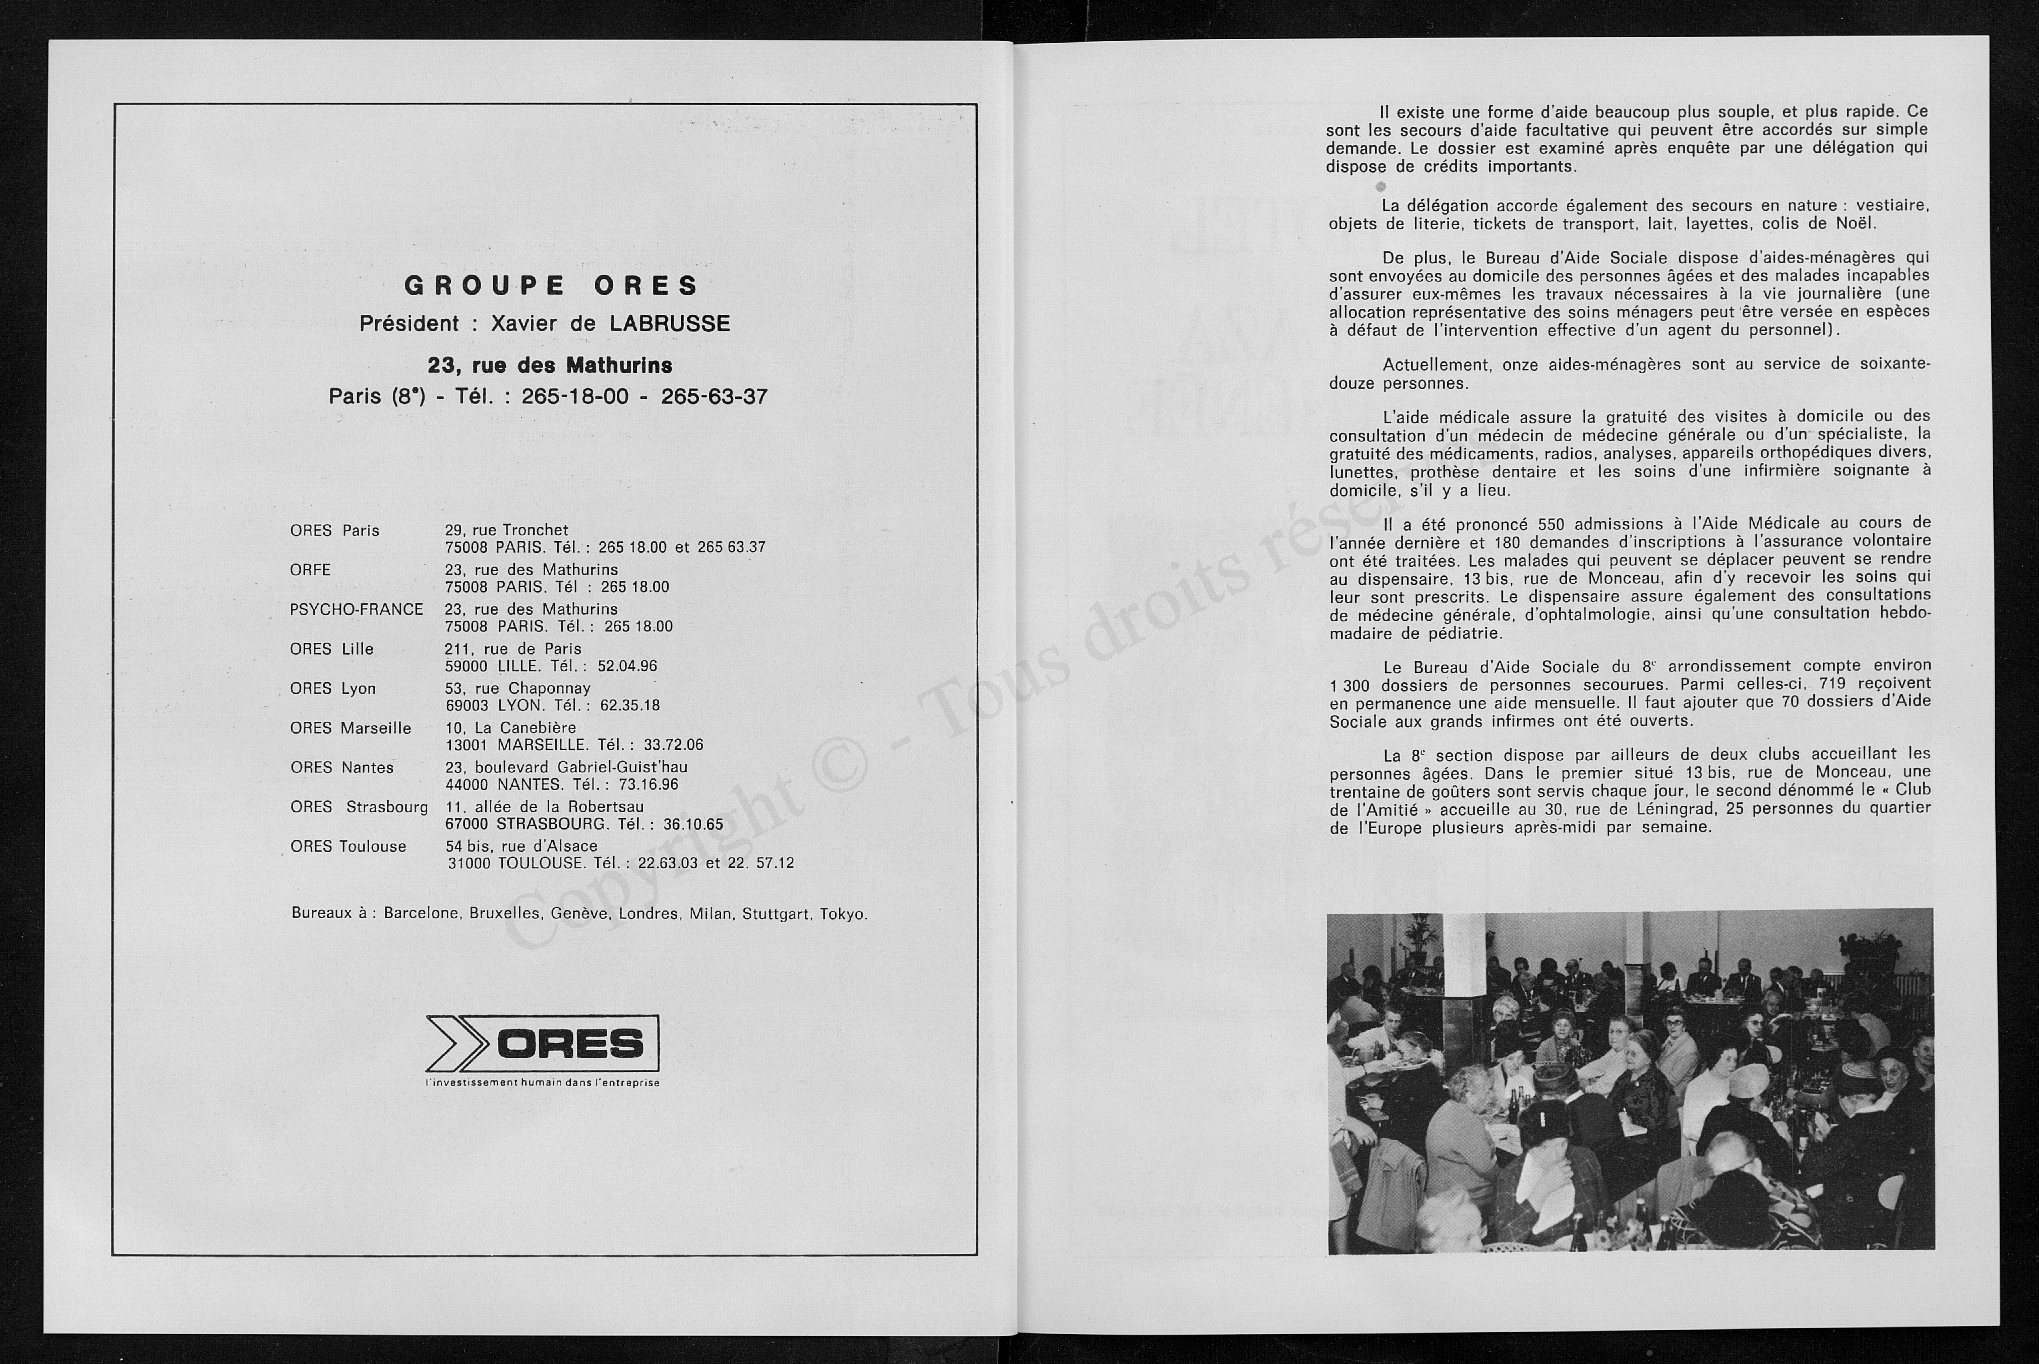 GROUPE ORES
Président : Xavier de LABRUSSE
23, rue des Mathurins
Paris (8e) - Tél. : 265-18-00 - 265-63-37
ORES Paris 29, rue Tronchet
75008 PARIS. Tél. : 265 18.00 et 265 63.37
ORFE 23, rue des Mathurins
75008 PARIS. Tél : 265 18.00
PSYCHO-FRANCE 23, rue des Mathurins
75008 PARIS. Tél. : 265 18.00
ORES Lille 211, rue de Paris
59000 LILLE. Tél. : 52.04.96
ORES Lyon 53, rue Chaponnay
69003 LYON. Tél. : 62.35.18
ORES Marseille 10, La Canebière
13001 MARSEILLE. Tél. : 33.72.06
ORES Nantes 23, boulevard Gabriel-Guist'hau
44000 NANTES. Tél. : 73.16.96
ORES Strasbourg 11, allée de la Robertsau
67000 STRASBOURG. Tél. : 36.10.65
ORES Toulouse 54 bis, rue d'Alsace
31000 TOULOUSE. Tél. : 22.63.03 et 22. 57.12
Bureaux à : Barcelone, Bruxelles, Genève, Londres, Milan, Stuttgart, Tokyo.
ORES
l'investissement humain dans l'entreprise
Il existe une forme d'aide beaucoup plus souple, et plus rapide. Ce
sont les secours d'aide facultative qui peuvent être accordés sur simple
demande. Le dossier est examiné après enquête par une délégation qui
dispose de crédits importants.
La délégation accorde également des secours en nature : vestiaire,
objets de literie, tickets de transport, lait, layettes, colis de Noël.
De plus, le Bureau d'Aide Sociale dispose d'aides-ménagères qui
sont envoyées au domicile des personnes âgées et des malades incapables
d'assurer eux-mêmes les travaux nécessaires à la vie journalière (une
allocation représentative des soins ménagers peut être versée en espèces
à défaut de l'intervention effective d'un agent du personnel).
Actuellement, onze aides-ménagères sont au service de soixante-
douze personnes.
L'aide médicale assure la gratuité des visites à domicile ou des
consultation d'un médecin de médecine générale ou d'un spécialiste, la
gratuité des médicaments, radios, analyses, appareils orthopédiques divers,
lunettes, prothèse dentaire et les soins d'une infirmière soignante à
domicile, s'il y a lieu.
Il a été prononcé 550 admissions à l'Aide Médicale au cours de
l'année dernière et 180 demandes d'inscriptions à l'assurance volontaire
ont été traitées. Les malades qui peuvent se déplacer peuvent se rendre
au dispensaire, 13 bis, rue de Monceau, afin d'y recevoir les soins qui
leur sont prescrits. Le dispensaire assure également des consultations
de médecine générale, d'ophtalmologie, ainsi qu'une consultation hebdo-
madaire de pédiatrie.
Le Bureau d'Aide Sociale du 8e arrondissement compte environ
1 300 dossiers de personnes secourues. Parmi celles-ci, 719 reçoivent
en permanence une aide mensuelle. Il faut ajouter que 70 dossiers d'Aide
Sociale aux grands infirmes ont été ouverts.
La 8e section dispose par ailleurs de deux clubs accueillant les
personnes âgées. Dans le premier situé 13 bis, rue de Monceau, une
trentaine de goûters sont servis chaque jour, le second dénommé le « Club
de l'Amitié » accueille au 30, rue de Léningrad, 25 personnes du quartier
de l'Europe plusieurs après-midi par semaine.
Copyright © - Tous droits réservés